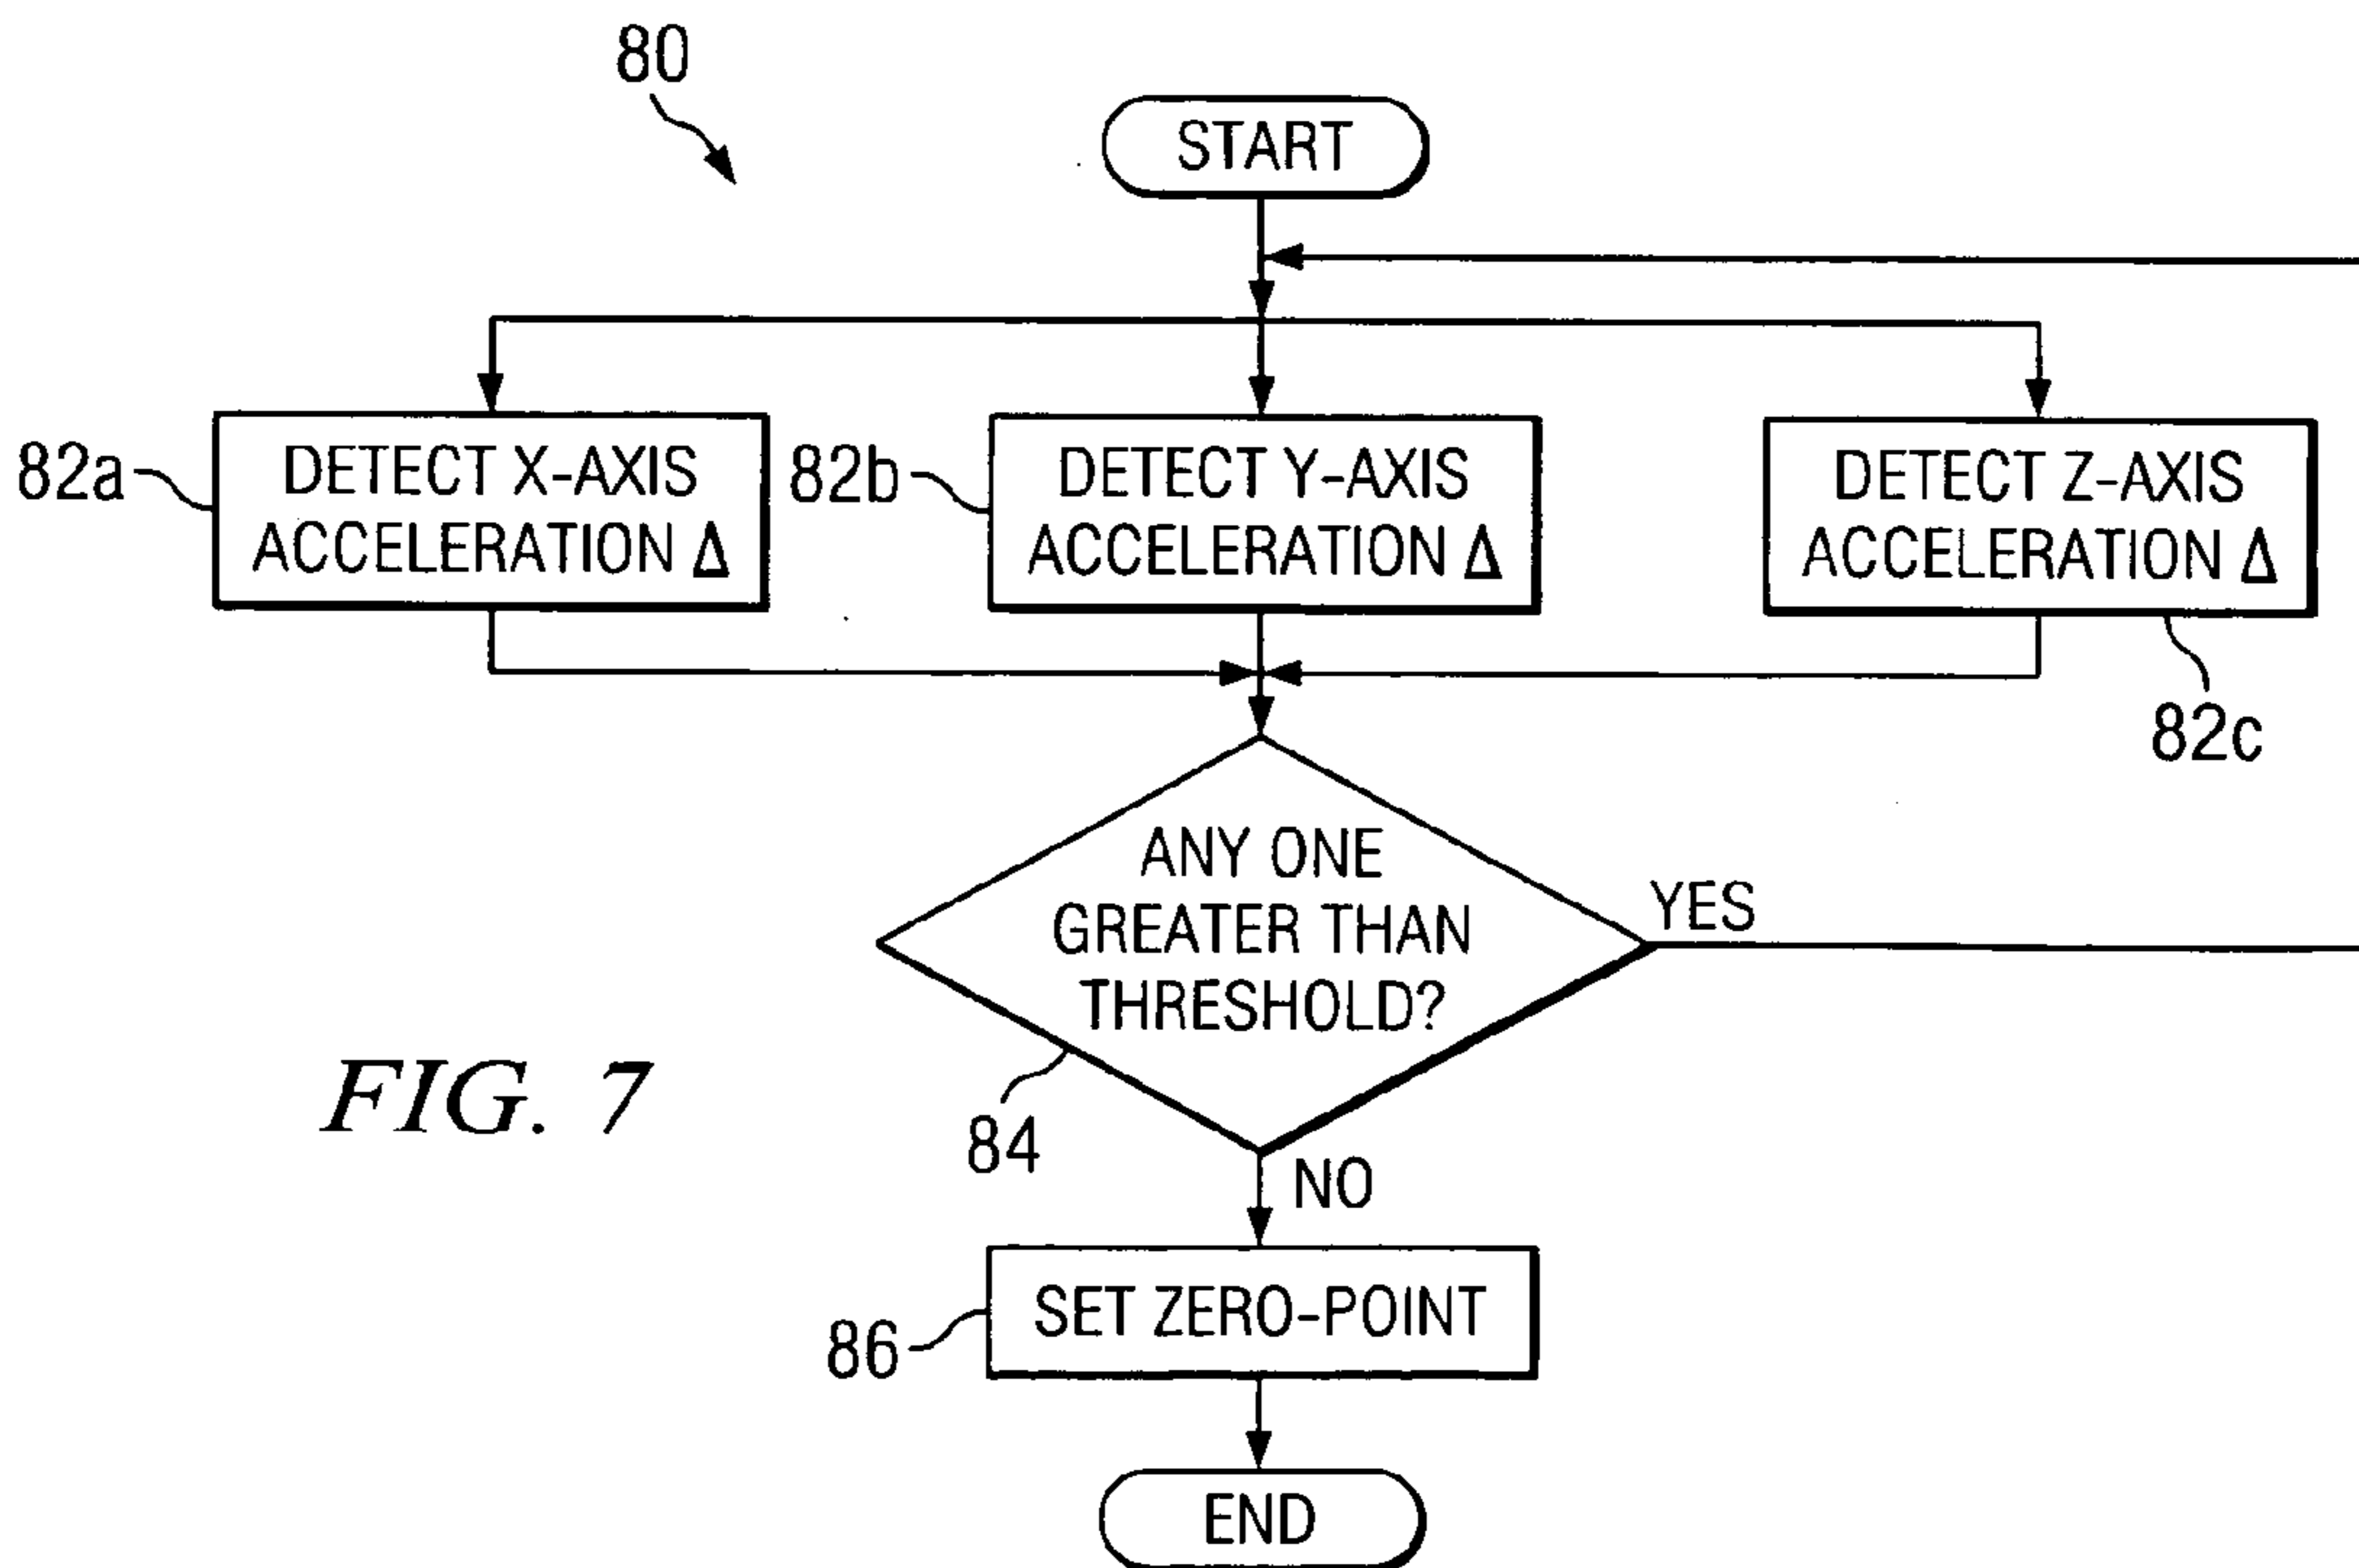 80
START
82a
DETECT X-AXIS
ACCELERATION Δ
82b
DETECT Y-AXIS
ACCELERATION Δ
DETECT Z-AXIS
ACCELERATION Δ
82c
ANY ONE
GREATER THAN
THRESHOLD?
YES
84
NO
FIG. 7
SET ZERO-POINT
86
END